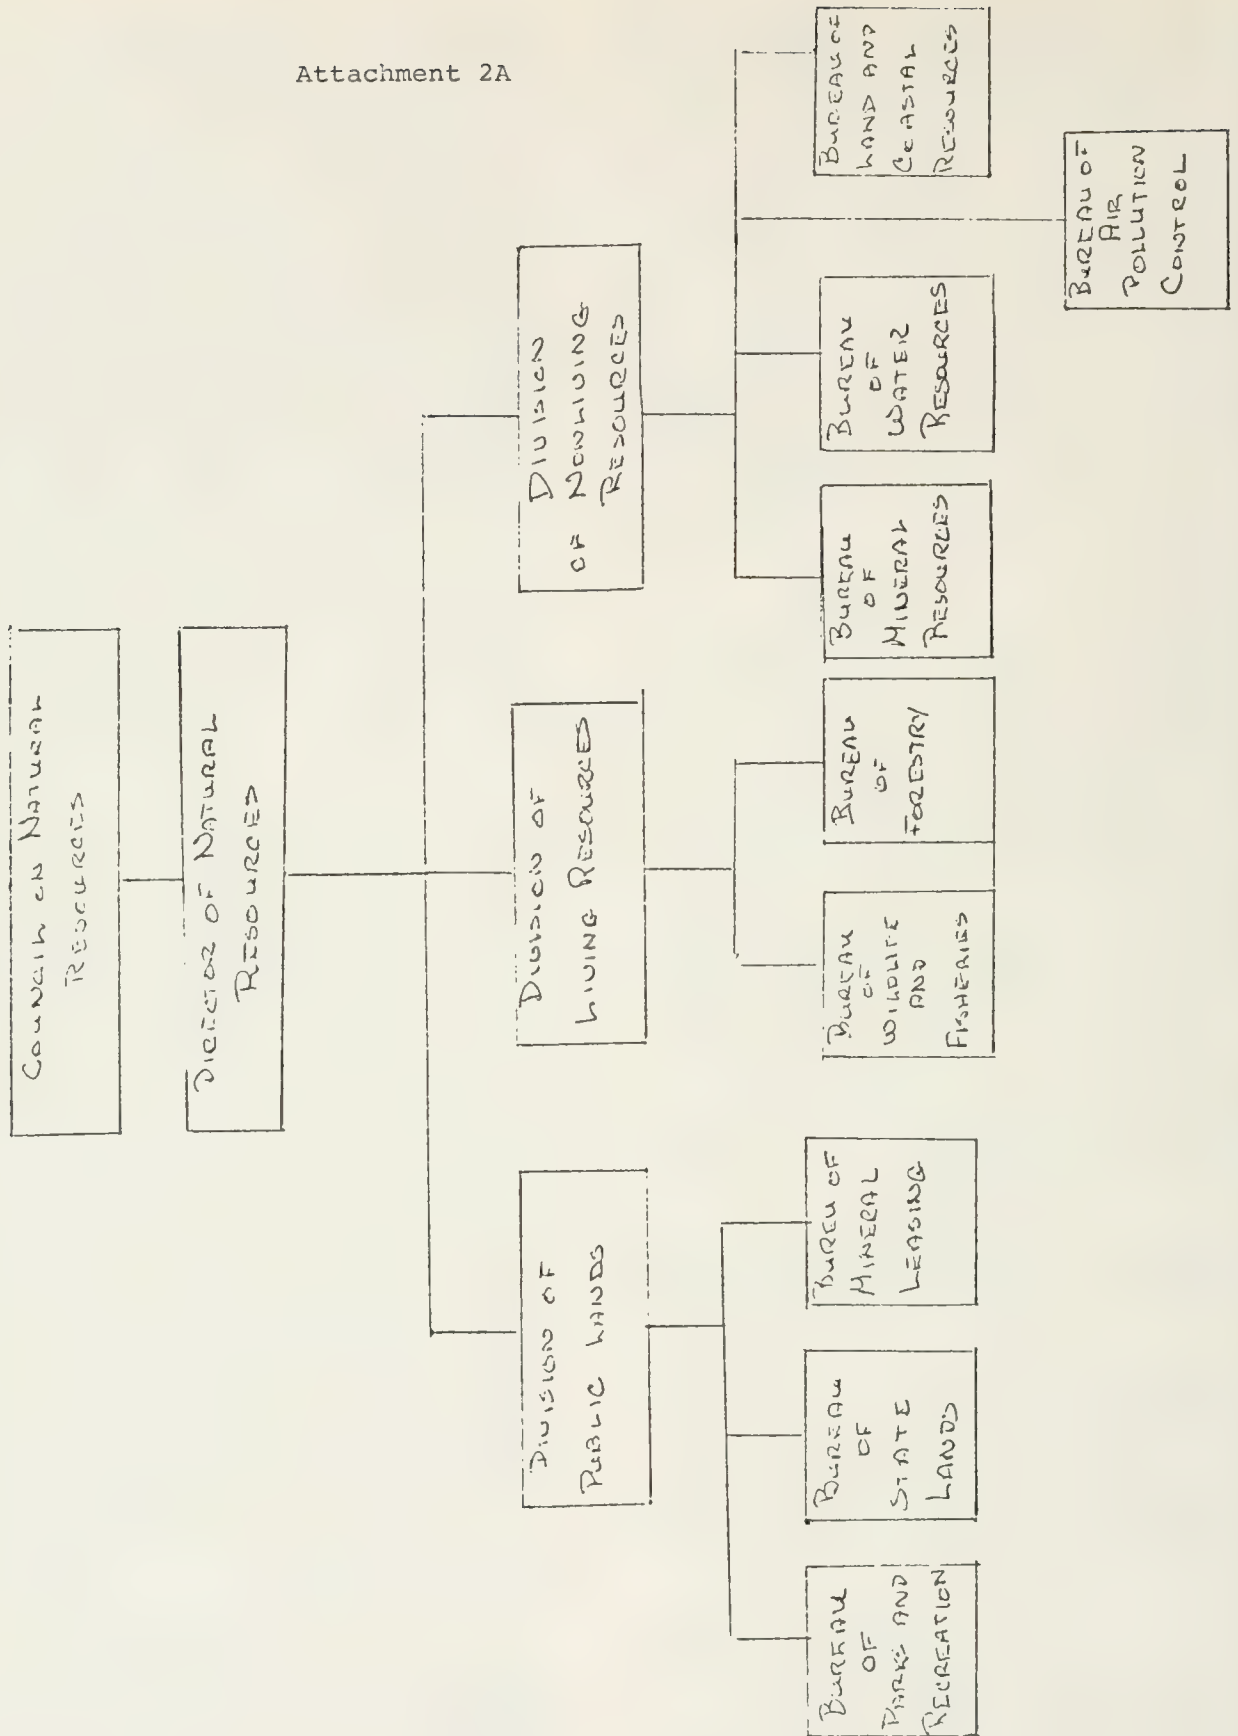 Attachment 2A
COUNCIL ON NATURAL
RESOURCES
DIRECTOR OF NATURAL
RESOURCES
DIVISION OF
PUBLIC LANDS
DIVISION OF
LIVING RESOURCES
DIVISION
OF NONLIVING
RESOURCES
BUREAU
OF
PARKS AND
RECREATION
BUREAU
OF
STATE
LANDS
BUREU OF
MINERAL
LEASING
BUREAU
OF
WILDLIFE
AND
FISHERIES
BUREAU
OF
FORESTRY
BUREAU
OF
MINERAL
RESOURCES
BUREAU
OF
WATER
RESOURCES
BUREAU OF
AIR
POLLUTION
CONTROL
BUREAU OF
LAND AND
COASTAL
RESOURCES